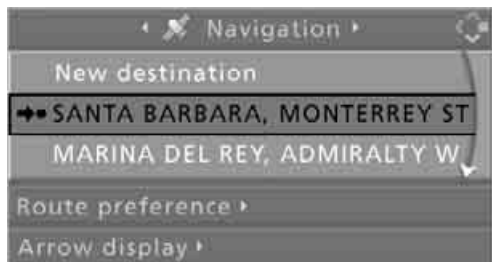 Navigation
New destination
SANTA BARBARA, MONTERREY ST
MARINA DEL REY, ADMIRALTY W
Route preference
Arrow display